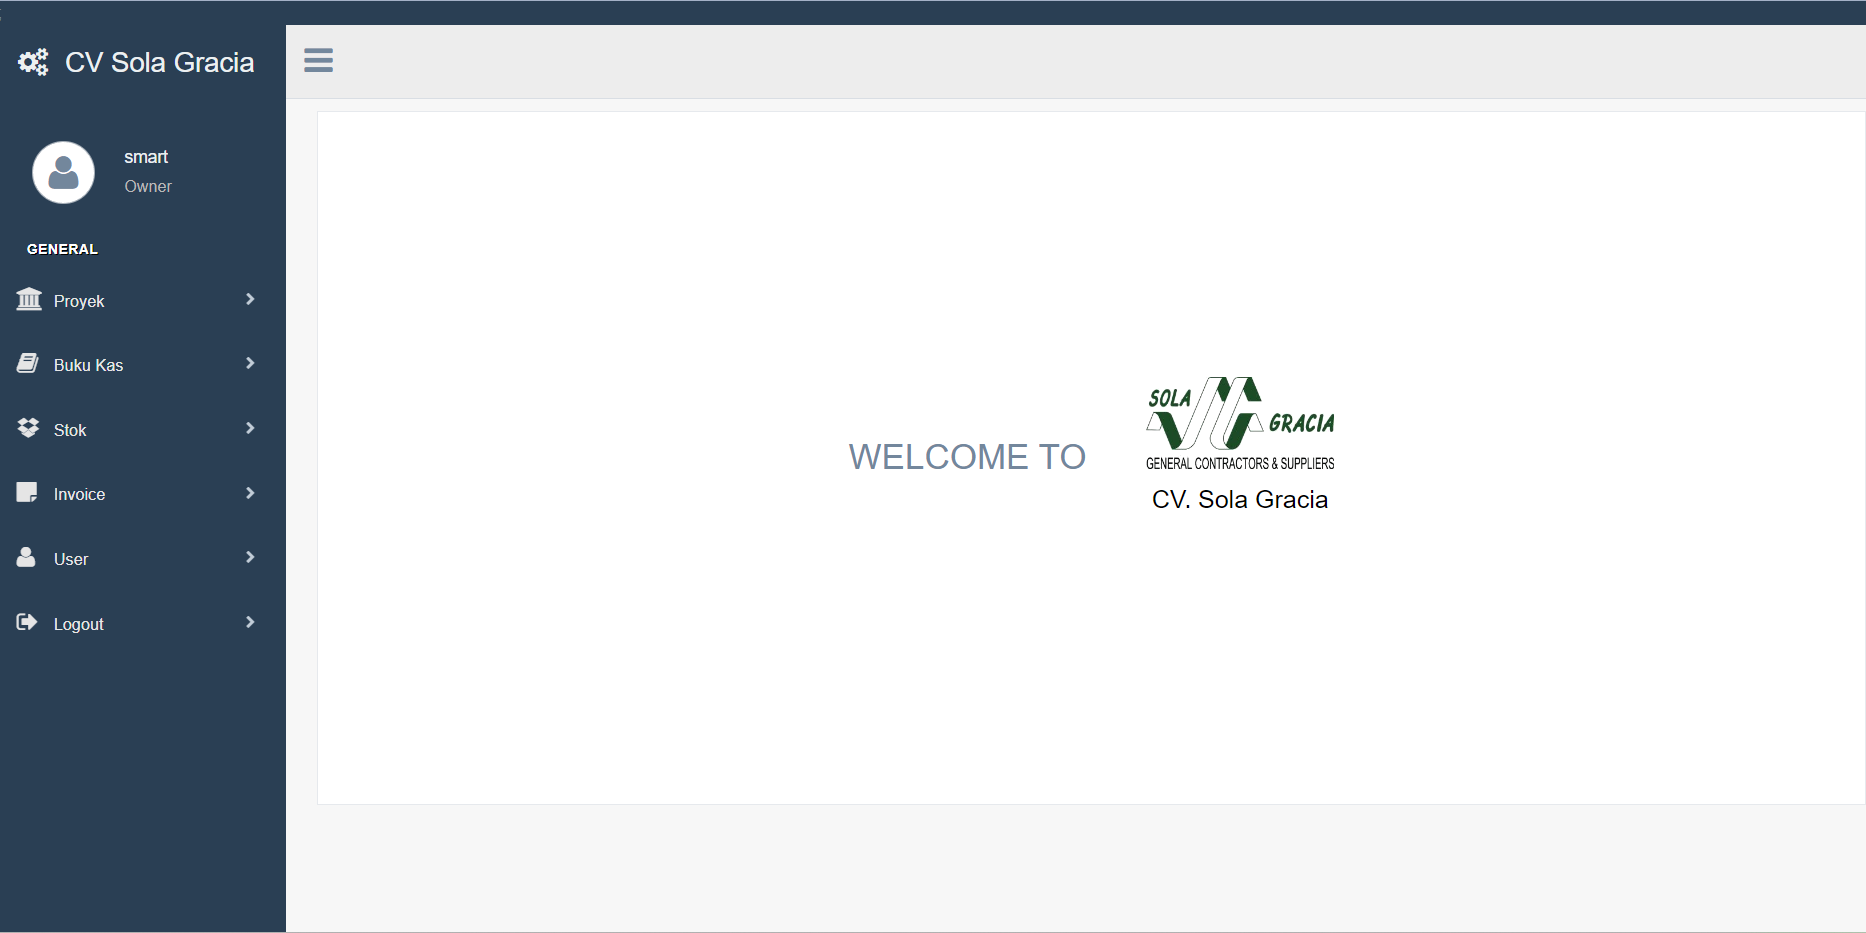 CV Sola Gracia
smart
Owner
GENERAL
Proyek
Buku Kas
Stok
Invoice
User
Logout
WELCOME TO
SOLA
GRACIA
GENERAL CONTRACTORS & SUPPLIERS
CV. Sola Gracia